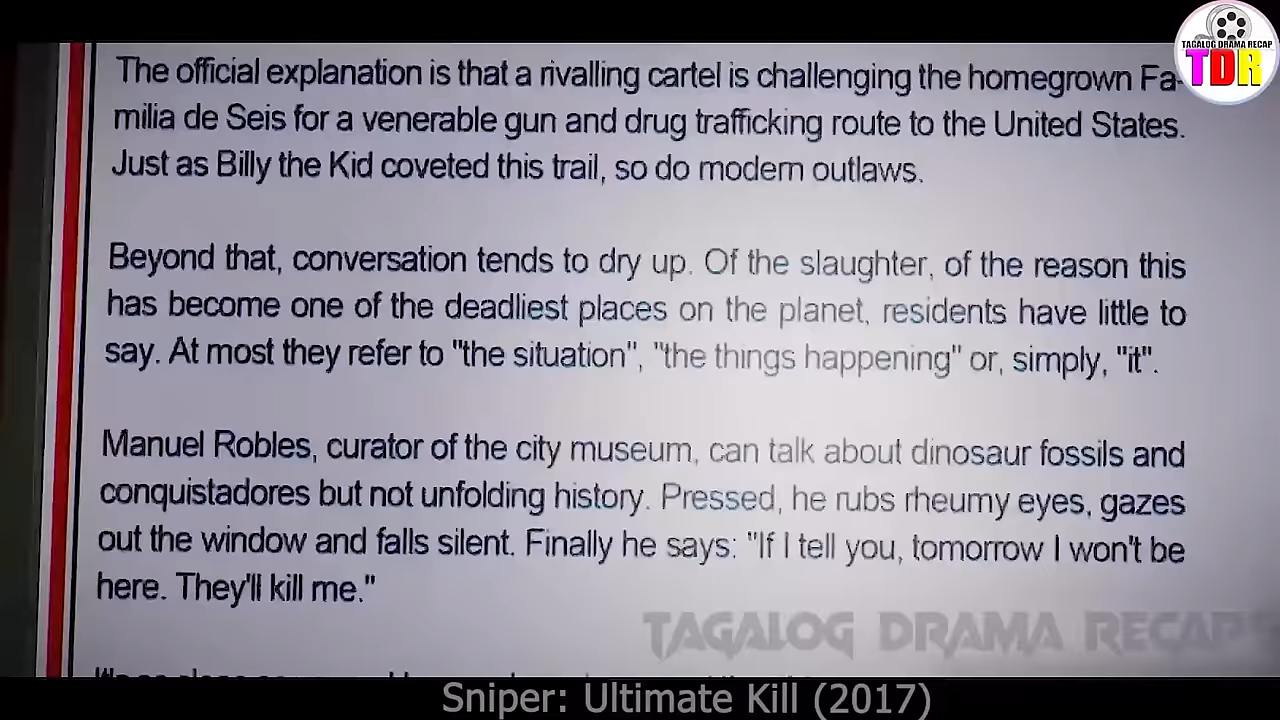 TAGALOG DRAMA RECAP
TDR
The official explanation is that a rivalling cartel is challenging the homegrown Fa-
milia de Seis for a venerable gun and drug trafficking route to the United States.
Just as Billy the Kid coveted this trail, so do modern outlaws.
Beyond that, conversation tends to dry up. Of the slaughter, of the reason this
has become one of the deadliest places on the planet, residents have little to
say. At most they refer to "the situation", "the things happening" or, simply, "it".
Manuel Robles, curator of the city museum, can talk about dinosaur fossils and
conquistadores but not unfolding history. Pressed, he rubs rheumy eyes, gazes
out the window and falls silent. Finally he says: "If I tell you, tomorrow I won't be
here. They'll kill me."
TAGALOG DRAMA RECAPS
Sniper: Ultimate Kill (2017)